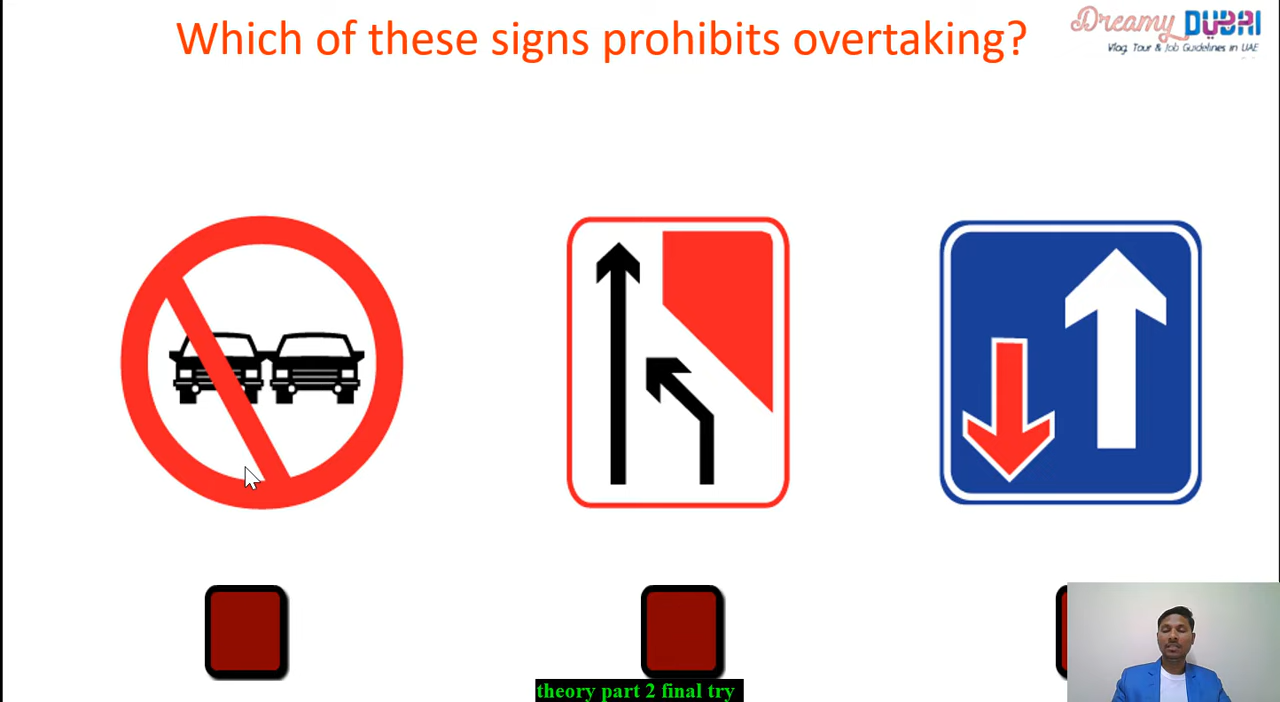 Which of these signs prohibits overtaking?
Dreamy DUBAI
Vlog, Tour & Job Guidelines in UAE
theory part 2 final try